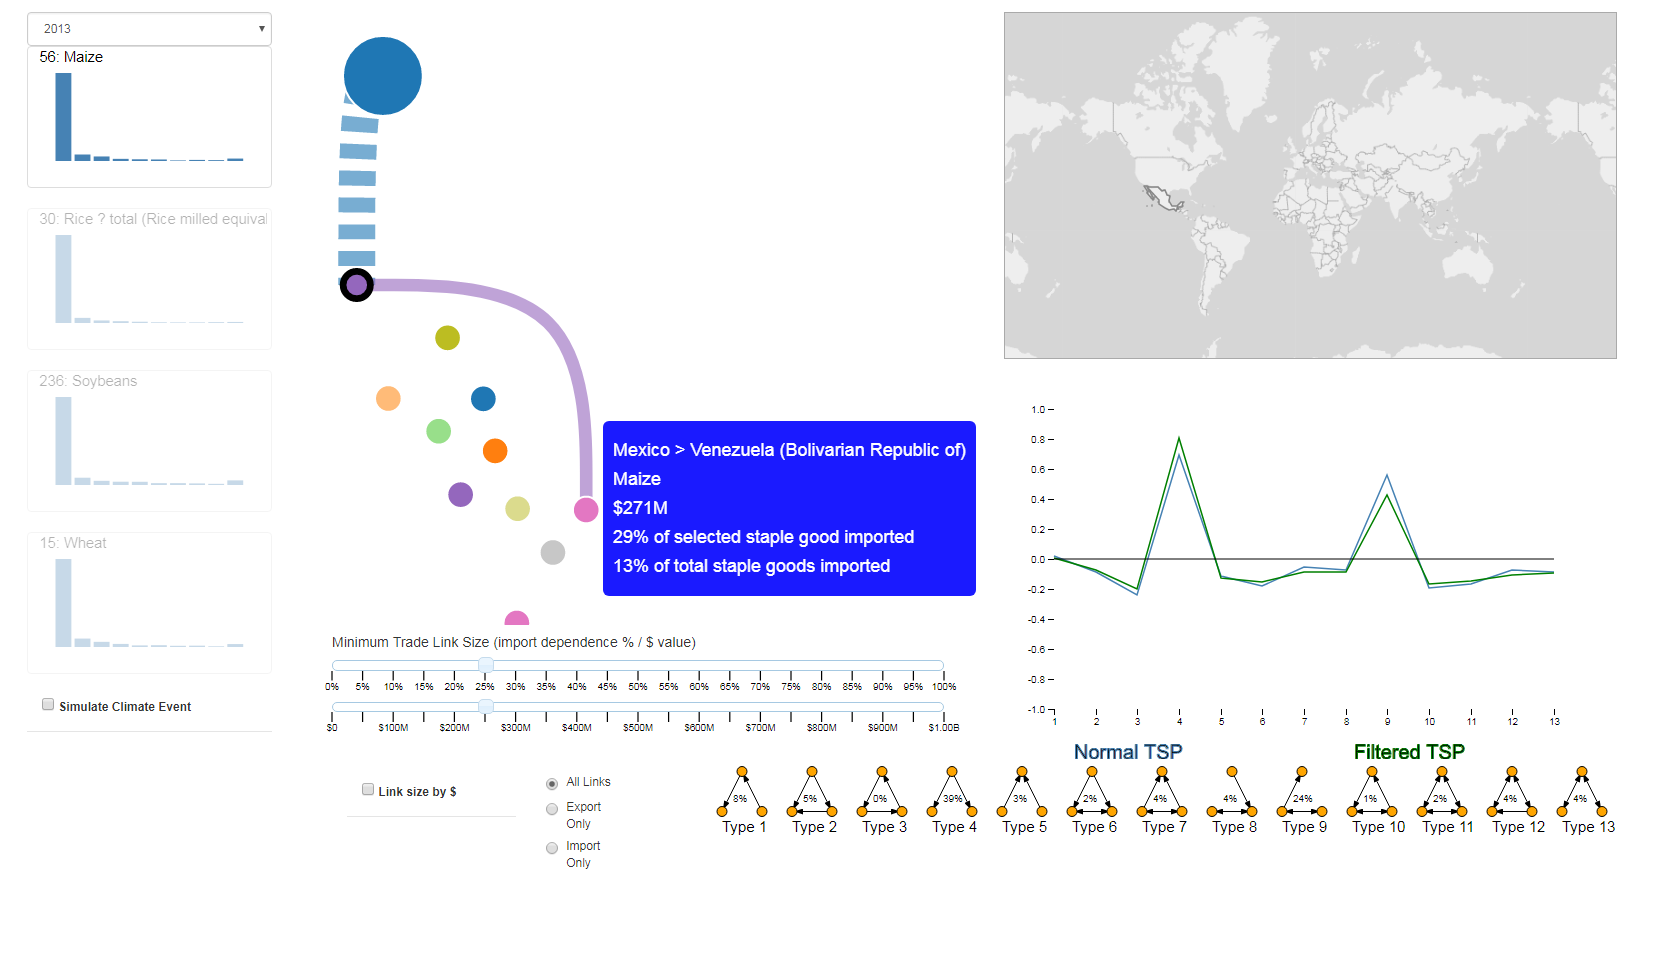 2013
56: Maize
30: Rice ? total (Rice milled equival
236: Soybeans
15: Wheat
Simulate Climate Event
Mexico > Venezuela (Bolivarian Republic of)
Maize
$271M
29% of selected staple good imported
13% of total staple goods imported
Minimum Trade Link Size (import dependence % / $ value)
0% 5% 10% 15% 20% 25% 30% 35% 40% 45% 50% 55% 60% 65% 70% 75% 80% 85% 90% 95% 100%
$0 $100M $200M $300M $400M $500M $600M $700M $800M $900M $1.00B
Link size by $
All Links
Export
Only
Import
Only
1.0
0.8
0.6
0.4
0.2
0.0
-0.2
-0.4
-0.6
-0.8
-1.0
1 2 3 4 5 6 7 8 9 10 11 12 13
Normal TSP Filtered TSP
8% 5% 0% 39% 3% 2% 4% 4% 24% 1% 2% 4% 4%
Type 1 Type 2 Type 3 Type 4 Type 5 Type 6 Type 7 Type 8 Type 9 Type 10 Type 11 Type 12 Type 13